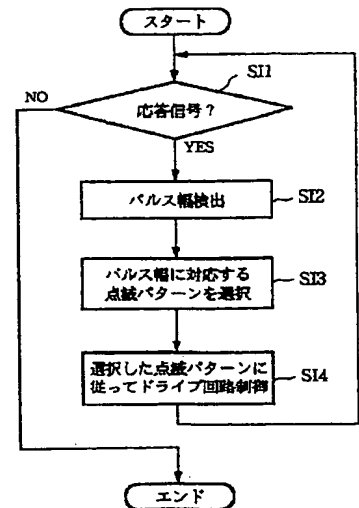 スタート
SI1
NO
応答信号?
YES
パルス幅検出
SI2
パルス幅に対応する
点滅パターンを選択
SI3
選択した点滅パターンに
従ってドライブ回路制御
SI4
エンド